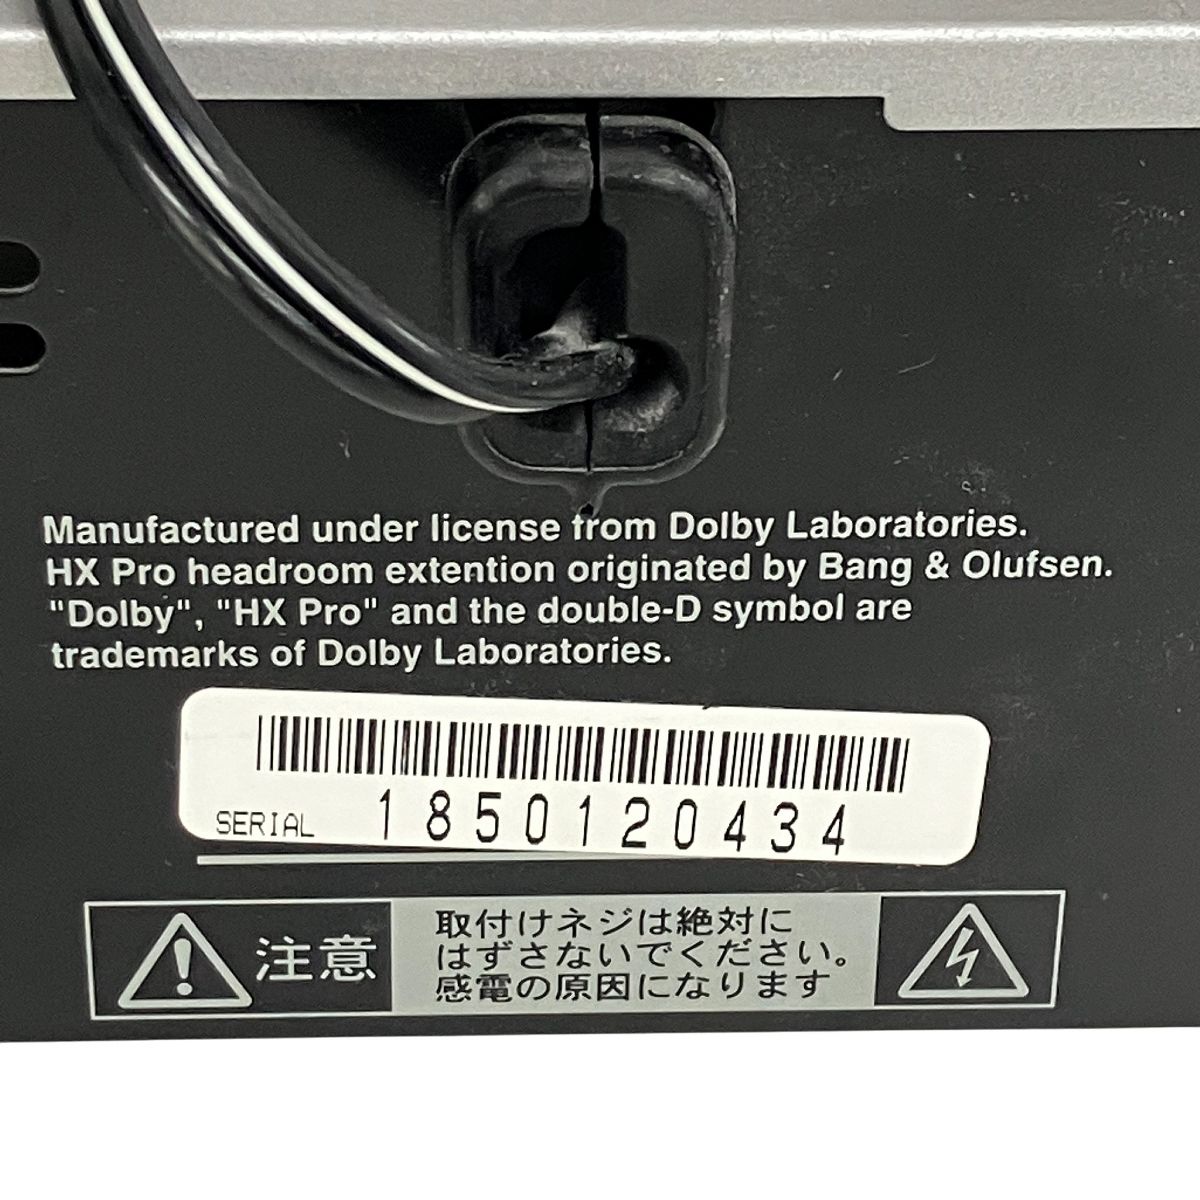 Manufactured under license from Dolby Laboratories.
HX Pro headroom extention originated by Bang & Olufsen.
"Dolby", "HX Pro" and the double-D symbol are
trademarks of Dolby Laboratories.
SERIAL 1850120434
注意
取付けネジは絶対に
はずさないでください。
感電の原因になります